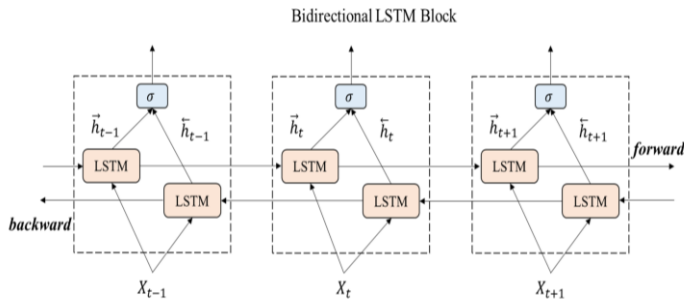 Bidirectional LSTM Block
σ σ σ
h⃗ₜ₋₁ h⃖ₜ₋₁ h⃗ₜ h⃖ₜ h⃗ₜ₊₁ h⃖ₜ₊₁
forward
LSTM LSTM LSTM
LSTM LSTM LSTM
backward
Xₜ₋₁ Xₜ Xₜ₊₁